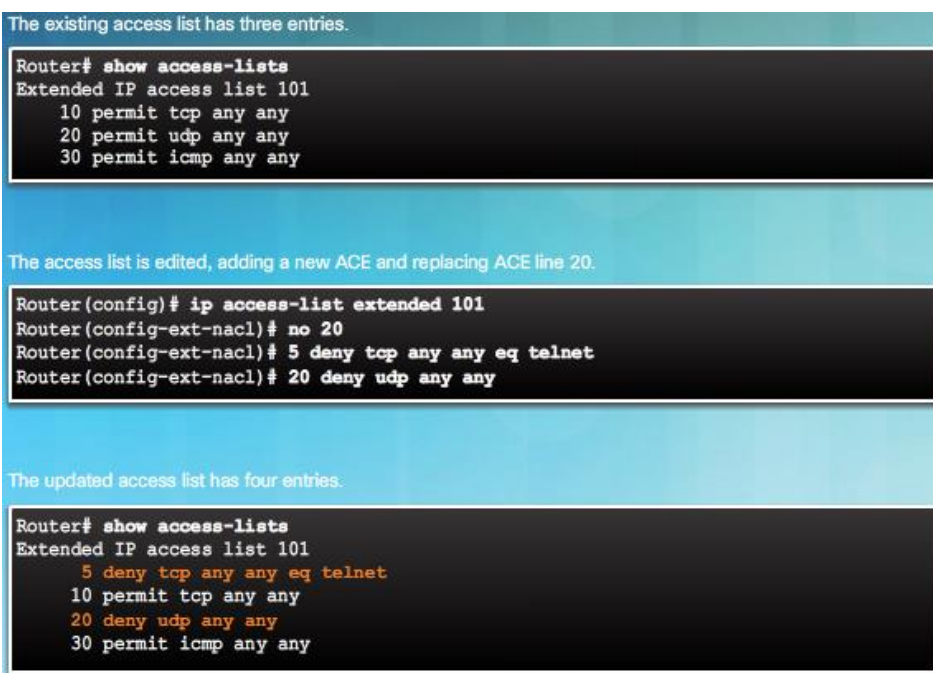 The existing access list has three entries.
Router# show access-lists
Extended IP access list 101
10 permit tcp any any
20 permit udp any any
30 permit icmp any any
The access list is edited, adding a new ACE and replacing ACE line 20.
Router(config)# ip access-list extended 101
Router(config-ext-nacl)# no 20
Router(config-ext-nacl)# 5 deny tcp any any eq telnet
Router(config-ext-nacl)# 20 deny udp any any
The updated access list has four entries.
Router# show access-lists
Extended IP access list 101
5 deny tcp any any eq telnet
10 permit tcp any any
20 deny udp any any
30 permit icmp any any